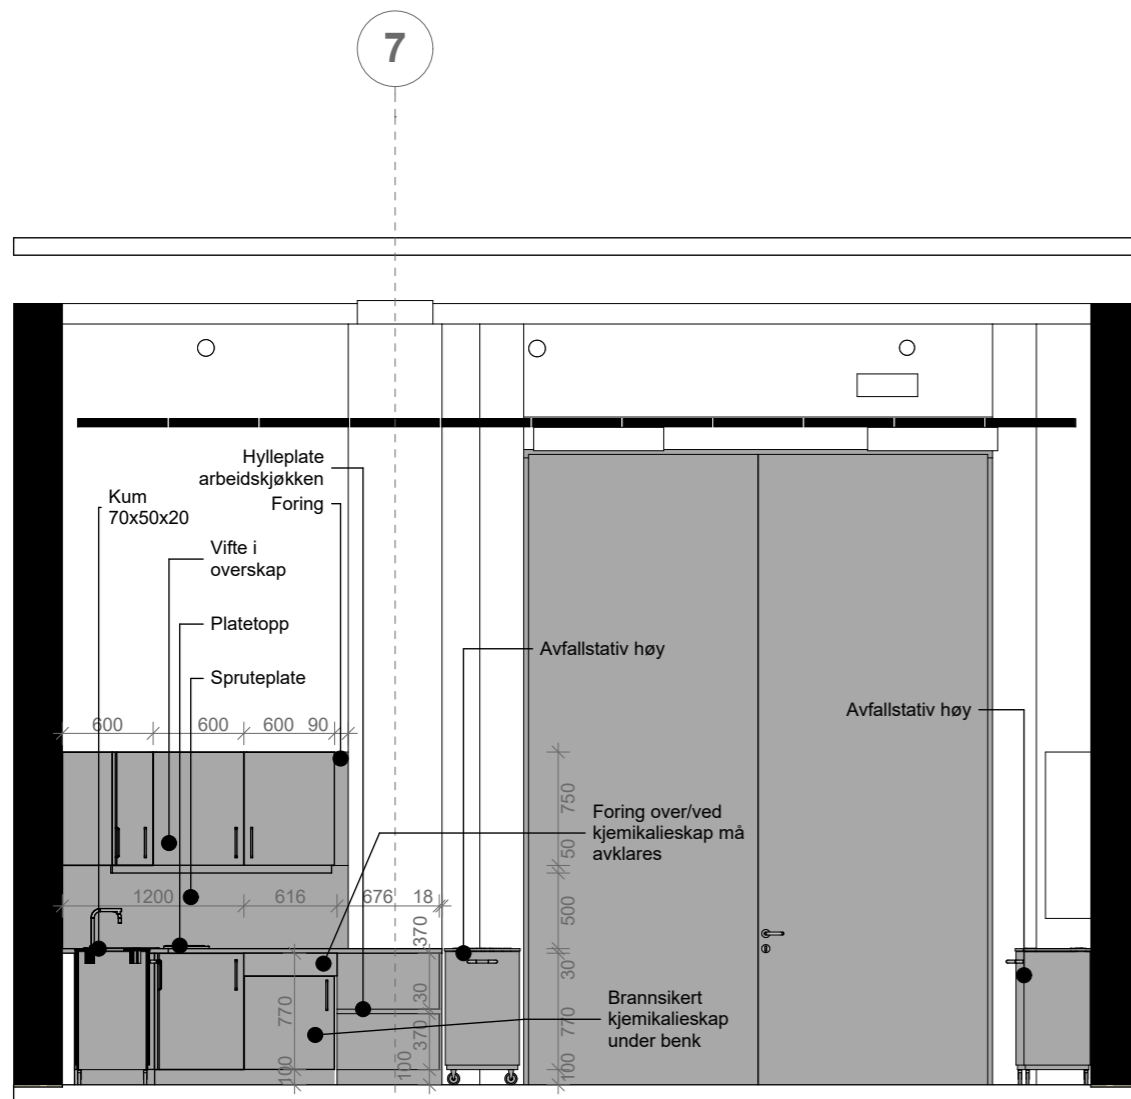 7
Hylleplate
arbeidskjøkken
Foring
Kum
70x50x20
Vifte i
overskap
Platetopp
Spruteplate
Avfallstativ høy
Avfallstativ høy
600
600
600
90
750
50
Foring over/ved
kjemikalieskap må
avklares
1200
616
676
18
370
500
30
770
30
370
100
100
770
100
Brannsikert
kjemikalieskap
under benk